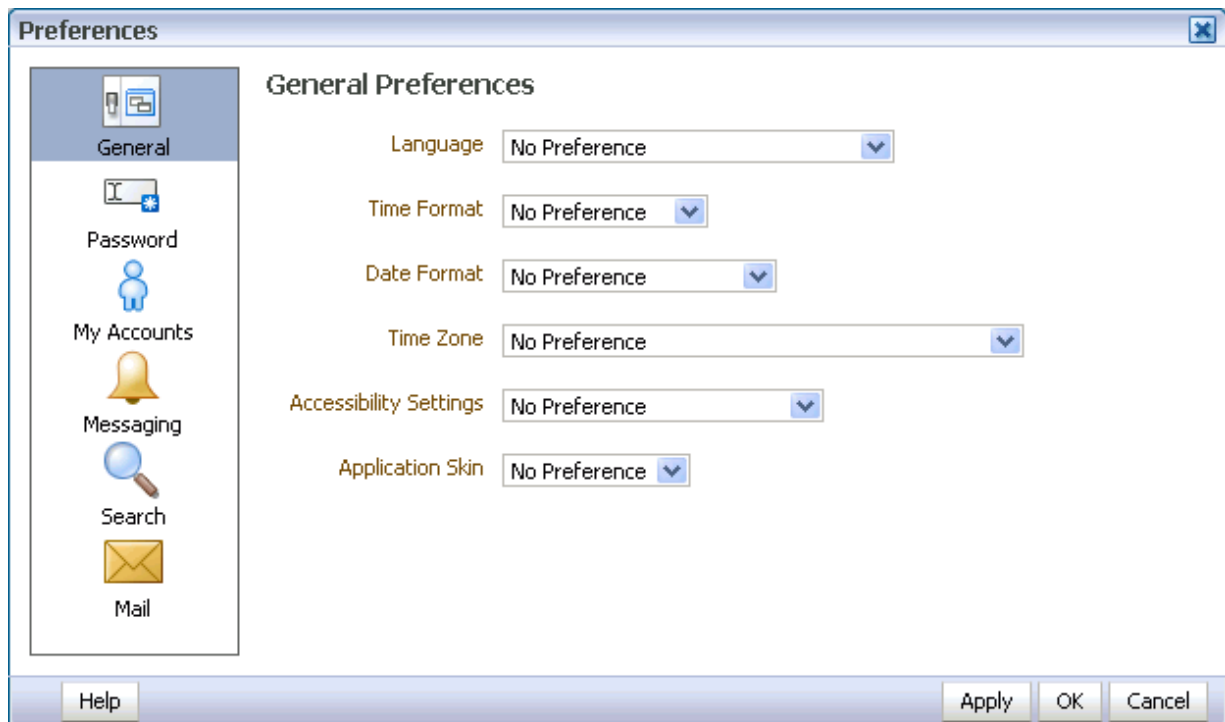 Preferences
General
Password
My Accounts
Messaging
Search
Mail
General Preferences
Language No Preference
Time Format No Preference
Date Format No Preference
Time Zone No Preference
Accessibility Settings No Preference
Application Skin No Preference
Help Apply OK Cancel